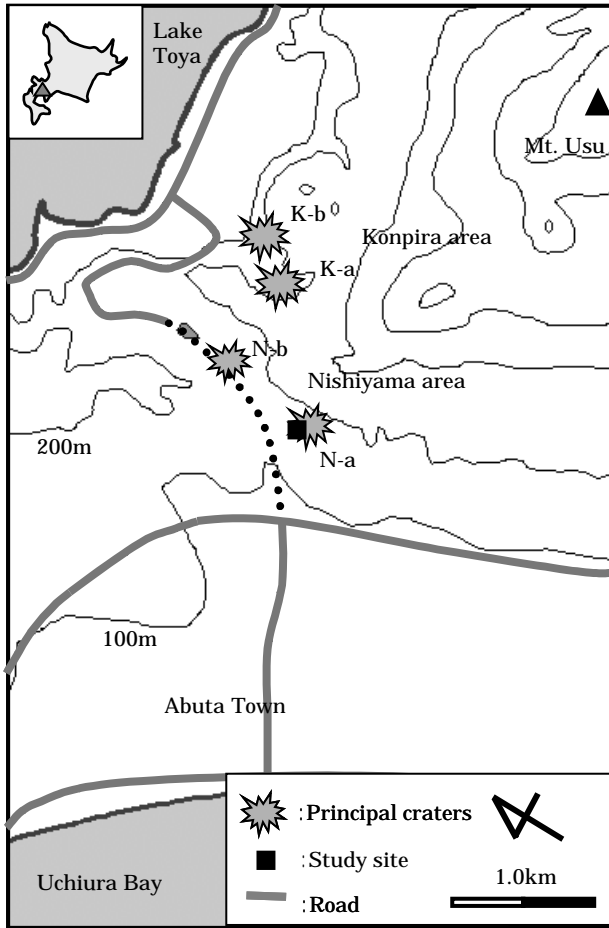 Lake
Toya
Mt. Usu
K-b
Konpira area
K-a
N-b
Nishiyama area
200m
N-a
100m
Abuta Town
Uchiura Bay
:Principal craters
:Study site
:Road
1.0km